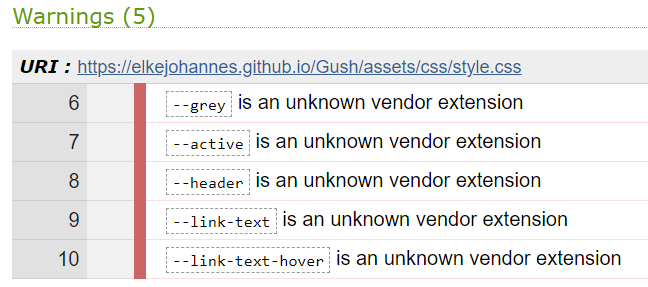 Warnings (5)
URI : https://elkejohannes.github.io/Gush/assets/css/style.css
6 --grey is an unknown vendor extension
7 --active is an unknown vendor extension
8 --header is an unknown vendor extension
9 --link-text is an unknown vendor extension
10 --link-text-hover is an unknown vendor extension